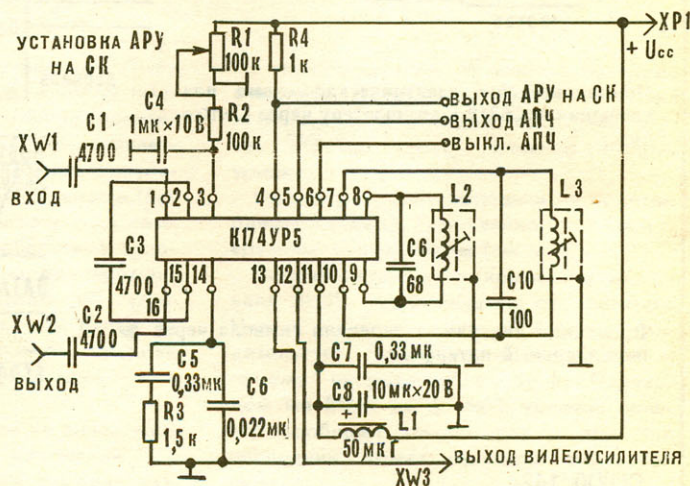 УСТАНОВКА АРУ
НА СК
R1
100к
R4
1к
ХР1
+ Uсс
C4
1мк×10В
R2
100к
ВЫХОД АРУ НА СК
ВЫХОД АПЧ
ВЫКЛ. АПЧ
XW1
C1
4700
ВХОД
1 2 3 4 5 6 7 8
К174УР5
L2
L3
C3
4700
16 15 14 13 12 11 10 9
C6
68
C10
100
C2
4700
XW2
ВЫХОД
C5
0,33мк
R3
1,5к
C6
0,022мк
C7
0,33 мк
C8
10мк×20В
+
L1
50мкГ
XW3
ВЫХОД ВИДЕОУСИЛИТЕЛЯ